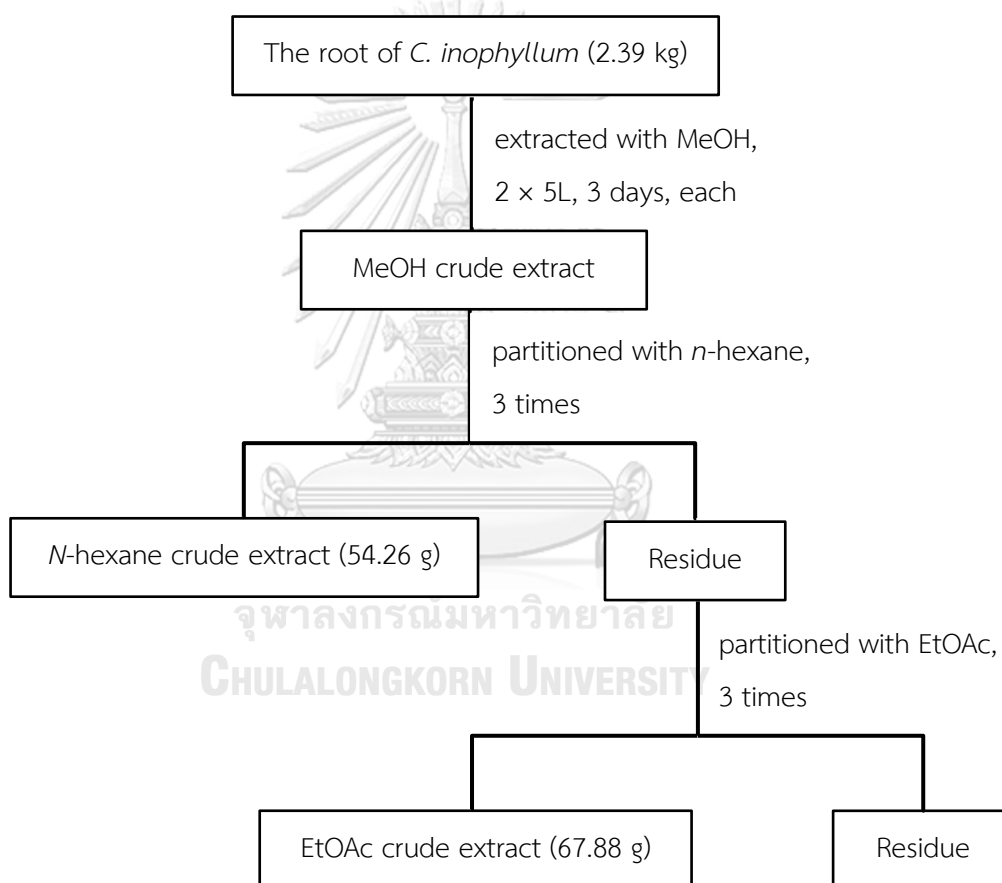 The root of C. inophyllum (2.39 kg)
extracted with MeOH,
2 × 5L, 3 days, each
MeOH crude extract
partitioned with n-hexane,
3 times
N-hexane crude extract (54.26 g)
Residue
จุฬาลงกรณ์มหาวิทยาลัย
CHULALONGKORN UNIVERSITY
partitioned with EtOAc,
3 times
EtOAc crude extract (67.88 g)
Residue